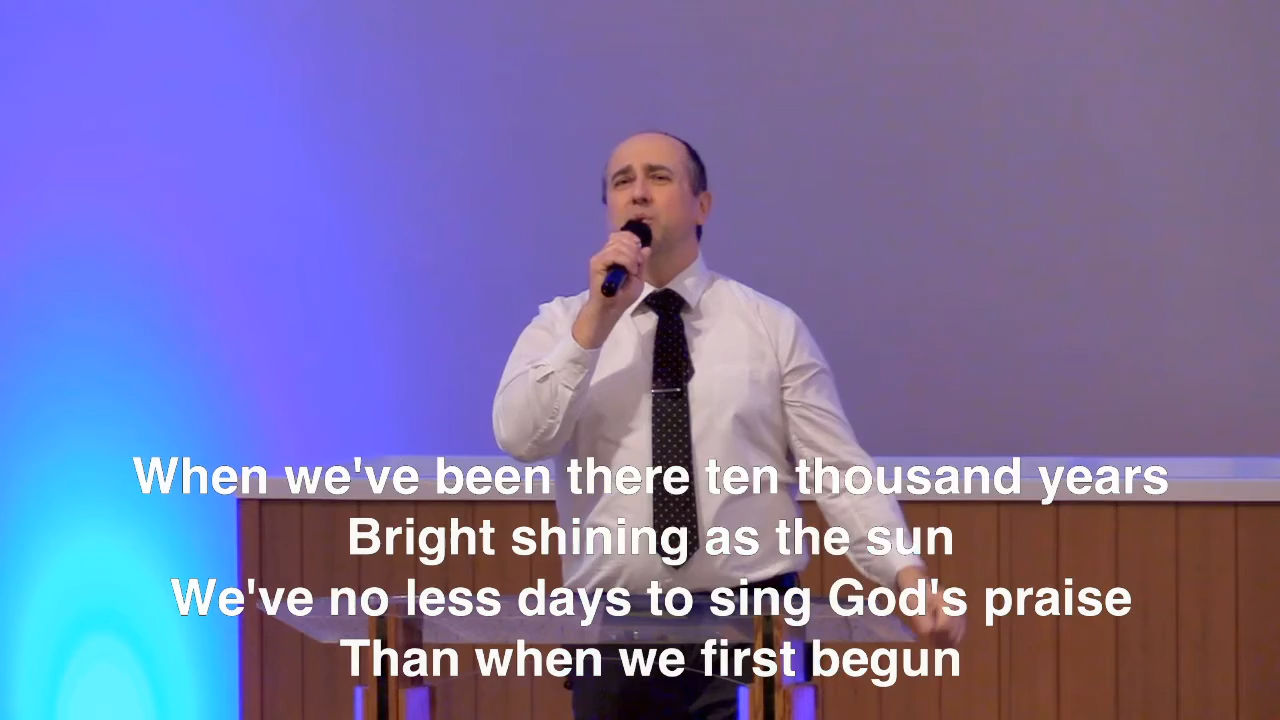 When we've been there ten thousand years
Bright shining as the sun
We've no less days to sing God's praise
Than when we first begun